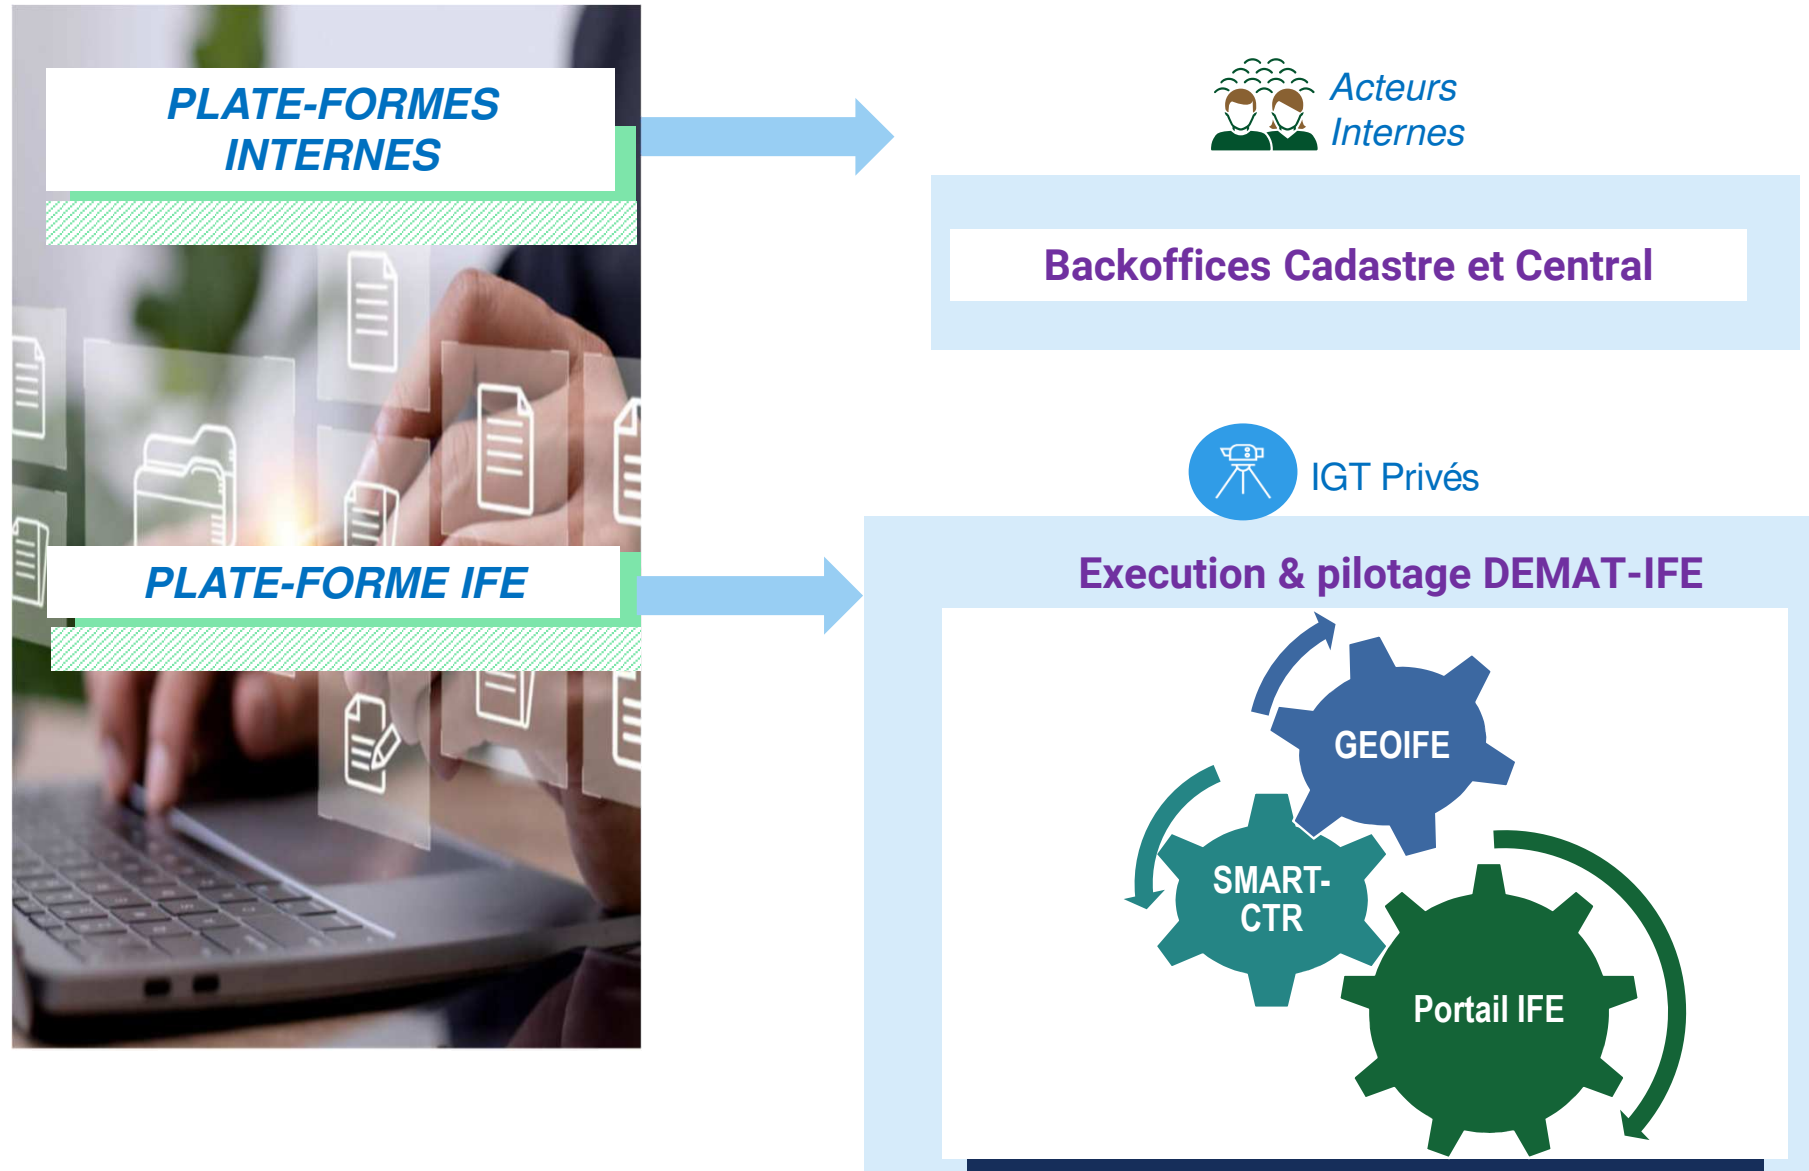 PLATE-FORMES
INTERNES
Acteurs
Internes
Backoffices Cadastre et Central
IGT Privés
PLATE-FORME IFE
Execution & pilotage DEMAT-IFE
GEOIFE
SMART-
CTR
Portail IFE